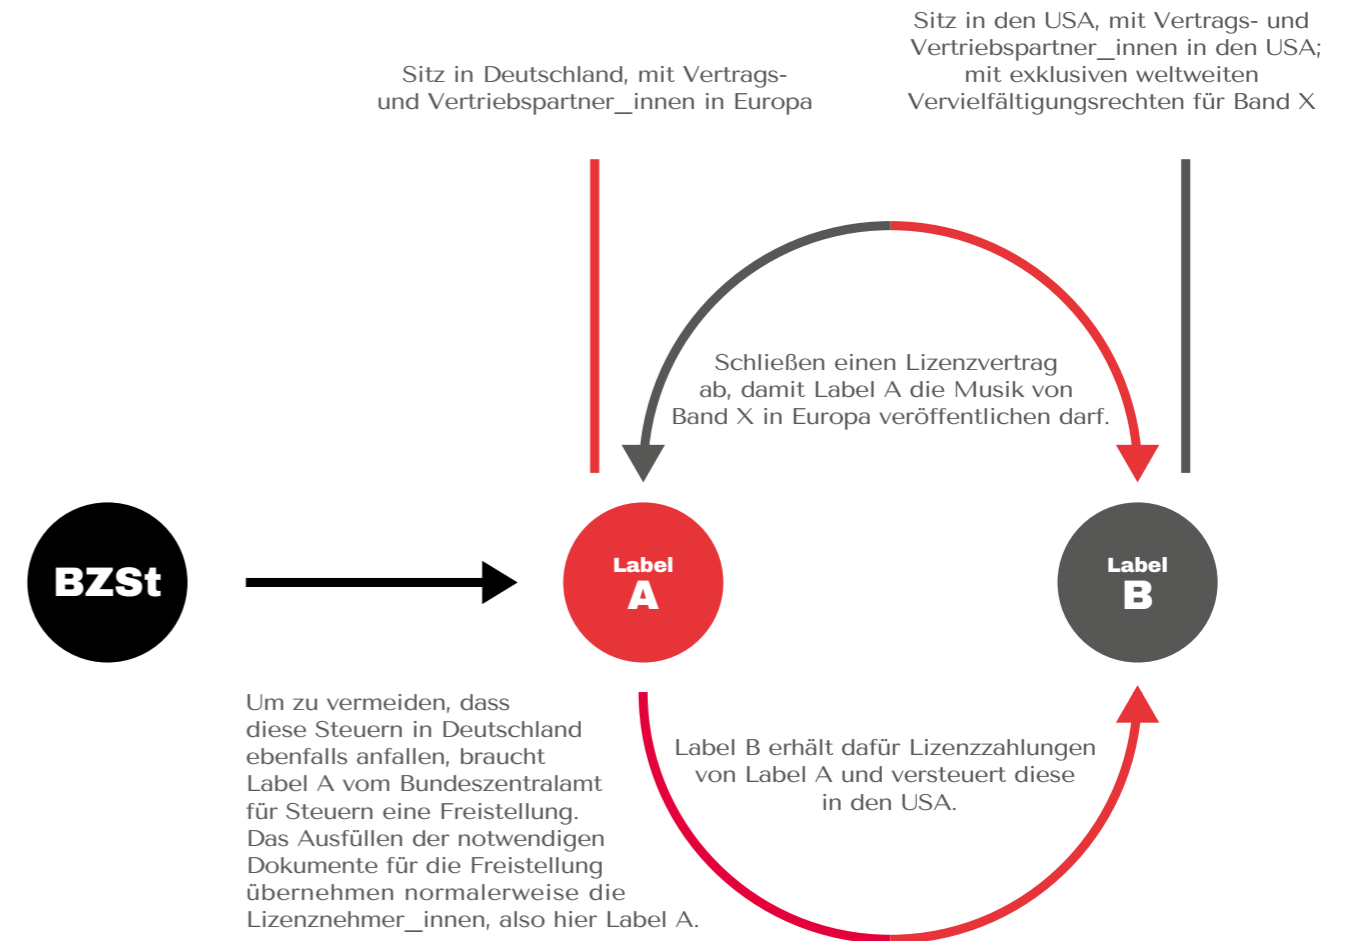 Sitz in Deutschland, mit Vertrags-
und Vertriebspartner_innen in Europa
Sitz in den USA, mit Vertrags- und
Vertriebspartner_innen in den USA;
mit exklusiven weltweiten
Vervielfältigungsrechten für Band X
Schließen einen Lizenzvertrag
ab, damit Label A die Musik von
Band X in Europa veröffentlichen darf.
BZSt
Label
A
Label
B
Um zu vermeiden, dass
diese Steuern in Deutschland
ebenfalls anfallen, braucht
Label A vom Bundeszentralamt
für Steuern eine Freistellung.
Das Ausfüllen der notwendigen
Dokumente für die Freistellung
übernehmen normalerweise die
Lizenznehmer_innen, also hier Label A.
Label B erhält dafür Lizenzzahlungen
von Label A und versteuert diese
in den USA.